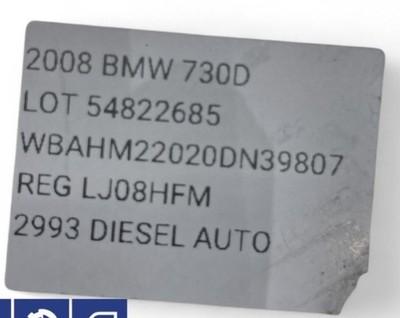 2008 BMW 730D
LOT 54822685
WBAHM22020DN39807
REG LJ08HFM
2993 DIESEL AUTO